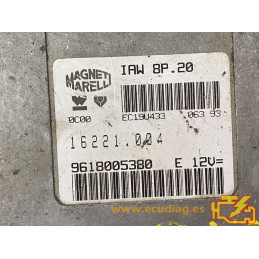 MAGNETI
MARELLI
IAW 8P.20
0C00
EC19U433
063 93
16221.004
9618005380 E 12V=
www.ecudiag.es